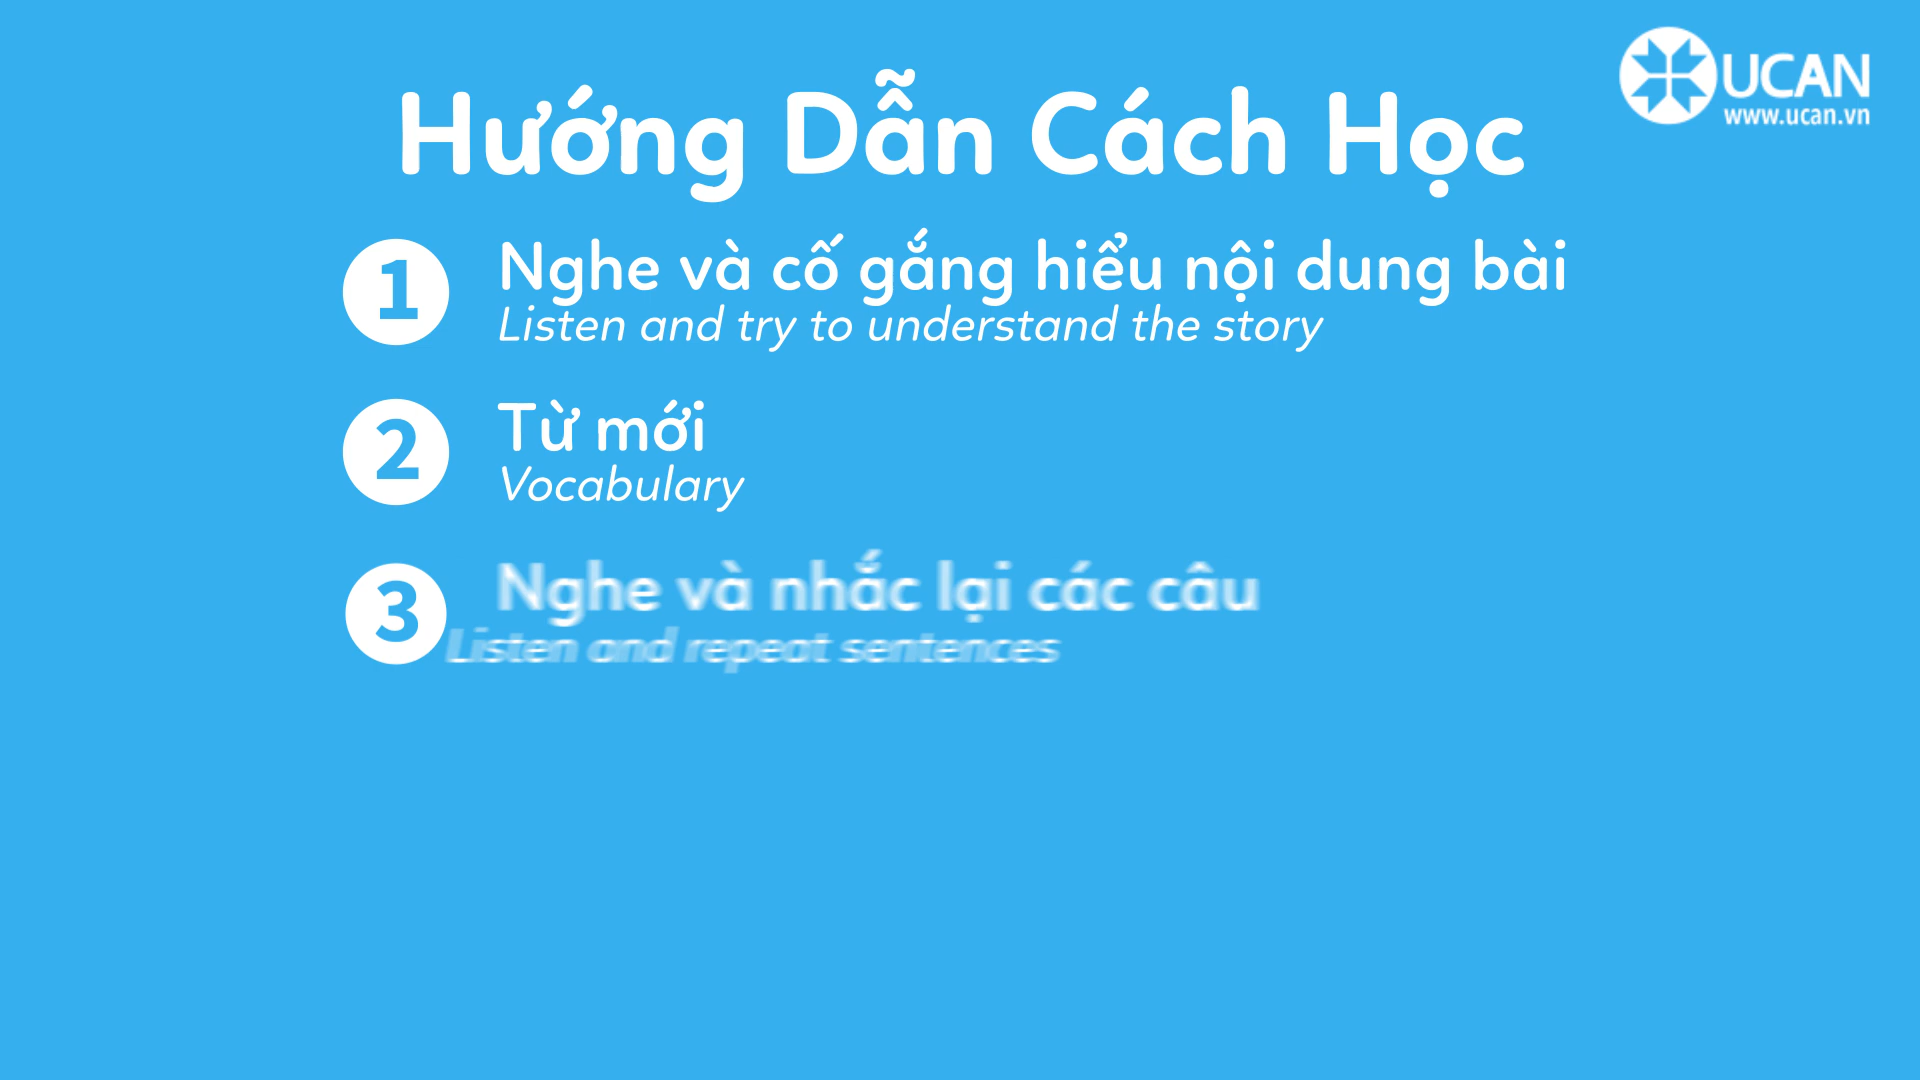 UCAN
www.ucan.vn
Hướng Dẫn Cách Học
1 Nghe và cố gắng hiểu nội dung bài
Listen and try to understand the story
2 Từ mới
Vocabulary
3 Nghe và nhắc lại các câu
Listen and repeat sentences